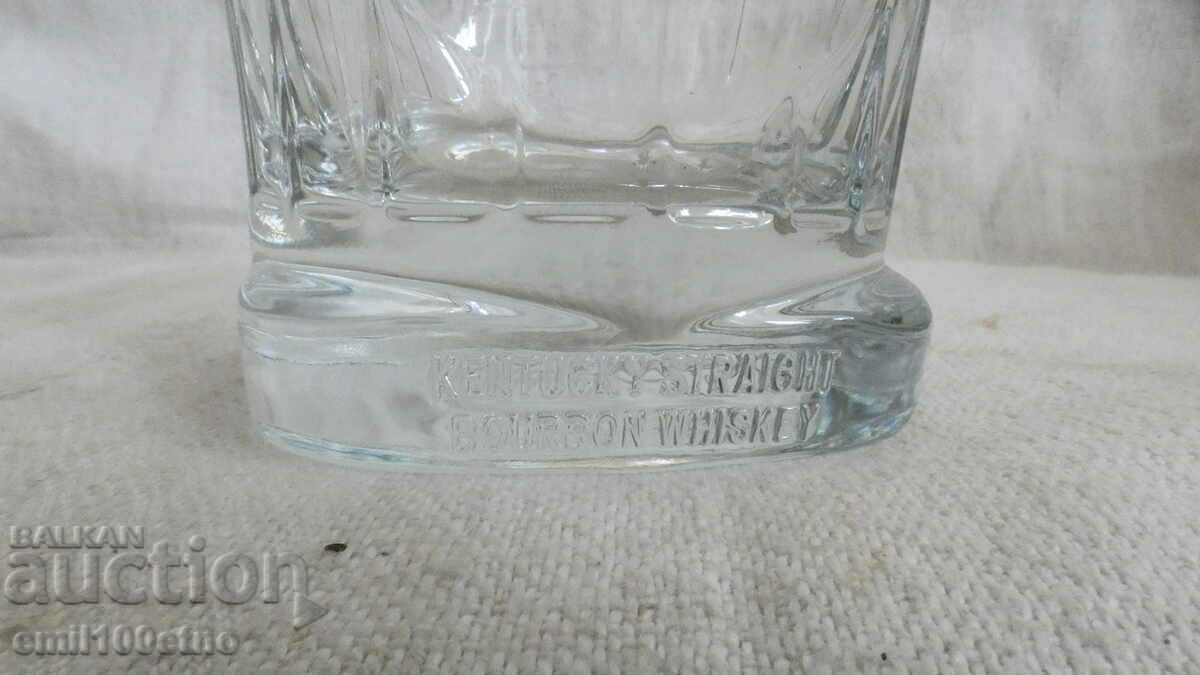 KENTUCKY STRAIGHT
BOURBON WHISKEY
BALKAN
auction
emil100etno